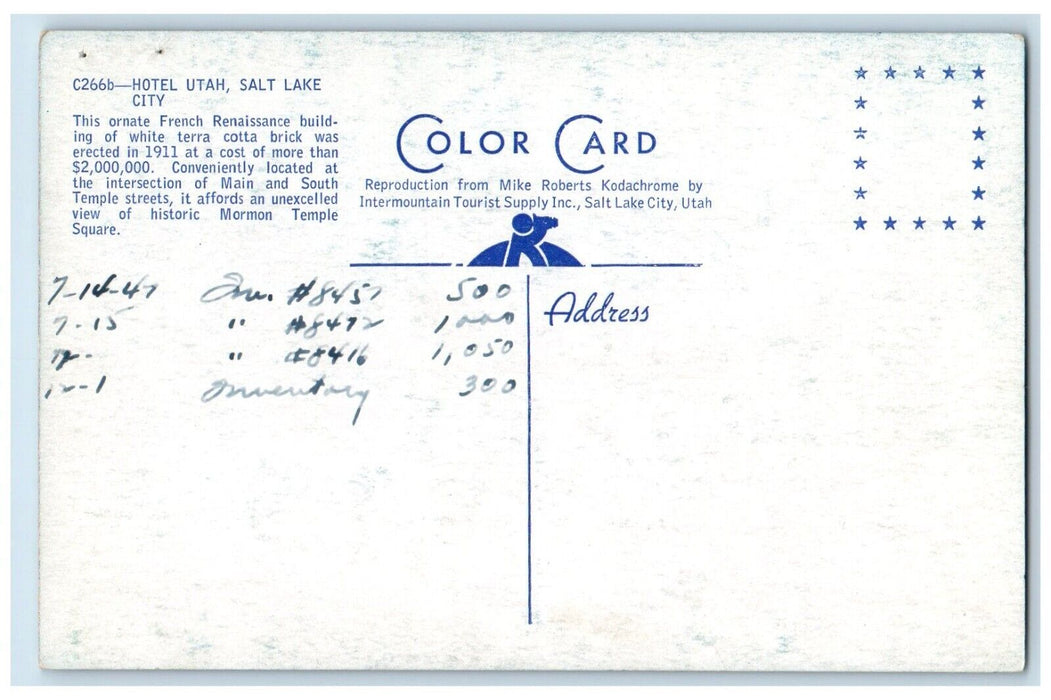 C266b—HOTEL UTAH, SALT LAKE
CITY
This ornate French Renaissance build-
ing of white terra cotta brick was
erected in 1911 at a cost of more than
$2,000,000. Conveniently located at
the intersection of Main and South
Temple streets, it affords an unexcelled
view of historic Mormon Temple
Square.
COLOR CARD
Reproduction from Mike Roberts Kodachrome by
Intermountain Tourist Supply Inc., Salt Lake City, Utah
7-14-47 Inv. #8457 500
7-15 " #8472 1000
" #8416 1,050
12-1 Inventory 300
Address